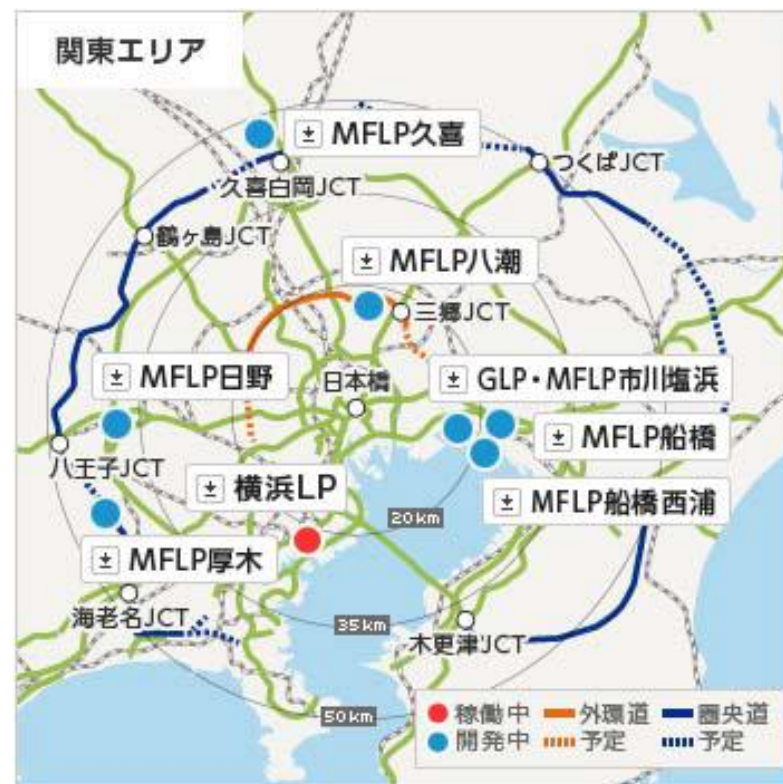 関東エリア
MFLP久喜
つくばJCT
久喜白岡JCT
鶴ヶ島JCT
MFLP八潮
三郷JCT
MFLP日野
日本橋
GLP・MFLP市川塩浜
MFLP船橋
八王子JCT
横浜LP
MFLP船橋西浦
20km
MFLP厚木
海老名JCT
35km
木更津JCT
50km
稼働中 外環道 圏央道
開発中 予定 予定